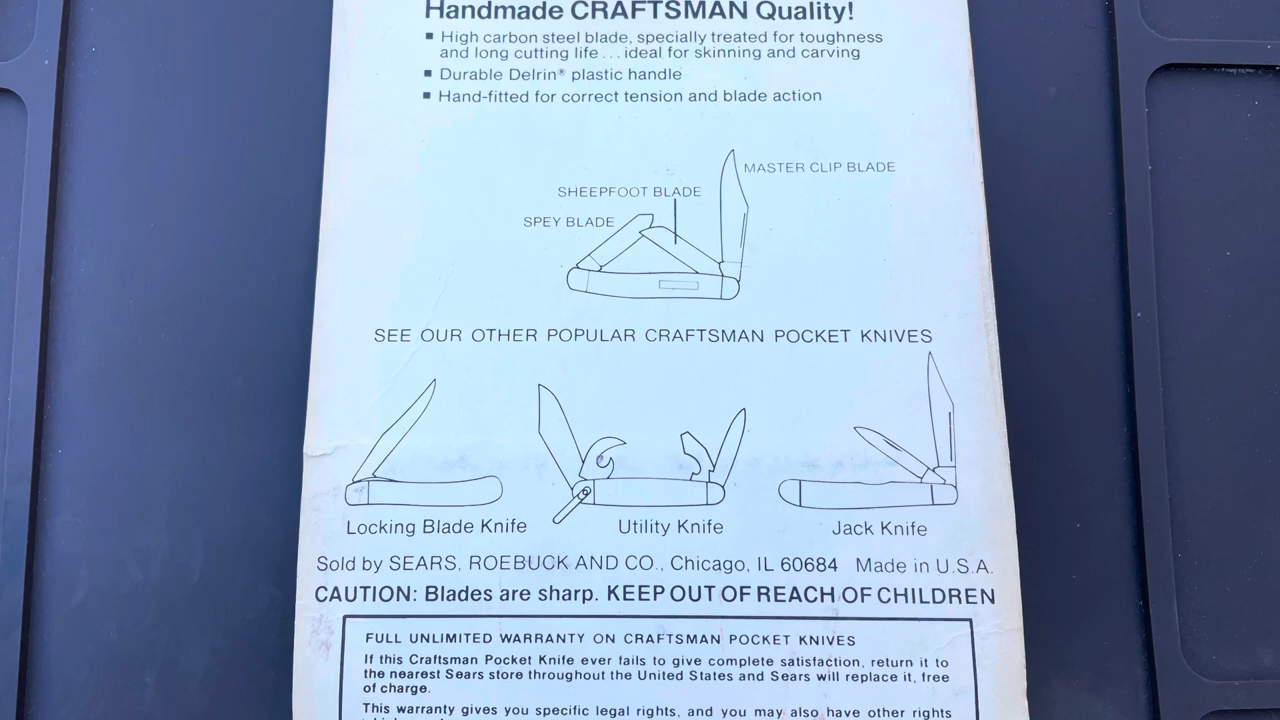 Handmade CRAFTSMAN Quality!
■ High carbon steel blade, specially treated for toughness
and long cutting life...ideal for skinning and carving
■ Durable Delrin® plastic handle
■ Hand-fitted for correct tension and blade action
MASTER CLIP BLADE
SHEEPFOOT BLADE
SPEY BLADE
SEE OUR OTHER POPULAR CRAFTSMAN POCKET KNIVES
Locking Blade Knife
Utility Knife
Jack Knife
Sold by SEARS, ROEBUCK AND CO., Chicago, IL 60684 Made in U.S.A.
CAUTION: Blades are sharp. KEEP OUT OF REACH OF CHILDREN
FULL UNLIMITED WARRANTY ON CRAFTSMAN POCKET KNIVES
If this Craftsman Pocket Knife ever fails to give complete satisfaction, return it to
the nearest Sears store throughout the United States and Sears will replace it, free
of charge.
This warranty gives you specific legal rights, and you may also have other rights